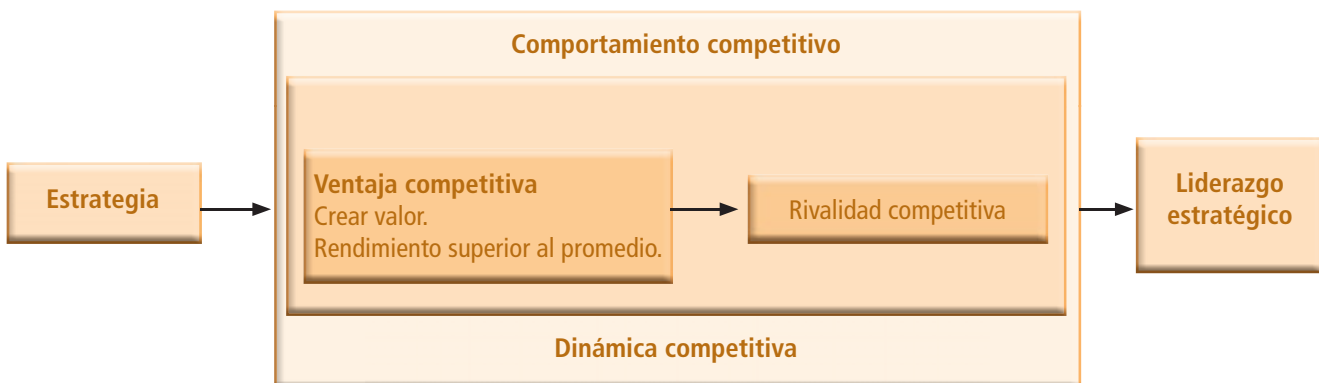 Comportamiento competitivo
Estrategia
Ventaja competitiva
Crear valor.
Rendimiento superior al promedio.
Rivalidad competitiva
Liderazgo
estratégico
Dinámica competitiva